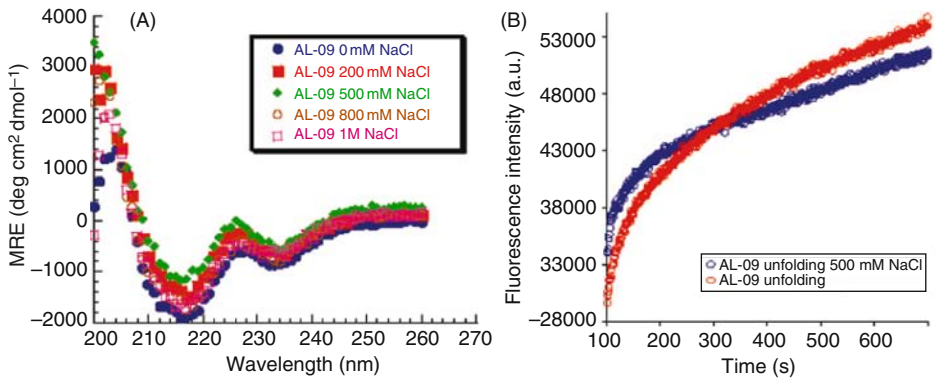 (A)
4000
3000
2000
1000
0
–1000
–2000
MRE (deg cm² dmol⁻¹)
AL-09 0 mM NaCl
AL-09 200 mM NaCl
AL-09 500 mM NaCl
AL-09 800 mM NaCl
AL-09 1M NaCl
200 210 220 230 240 250 260 270
Wavelength (nm)
(B)
53000
48000
43000
38000
33000
–28000
Fluorescence intensity (a.u.)
AL-09 unfolding 500 mM NaCl
AL-09 unfolding
100 200 300 400 500 600
Time (s)